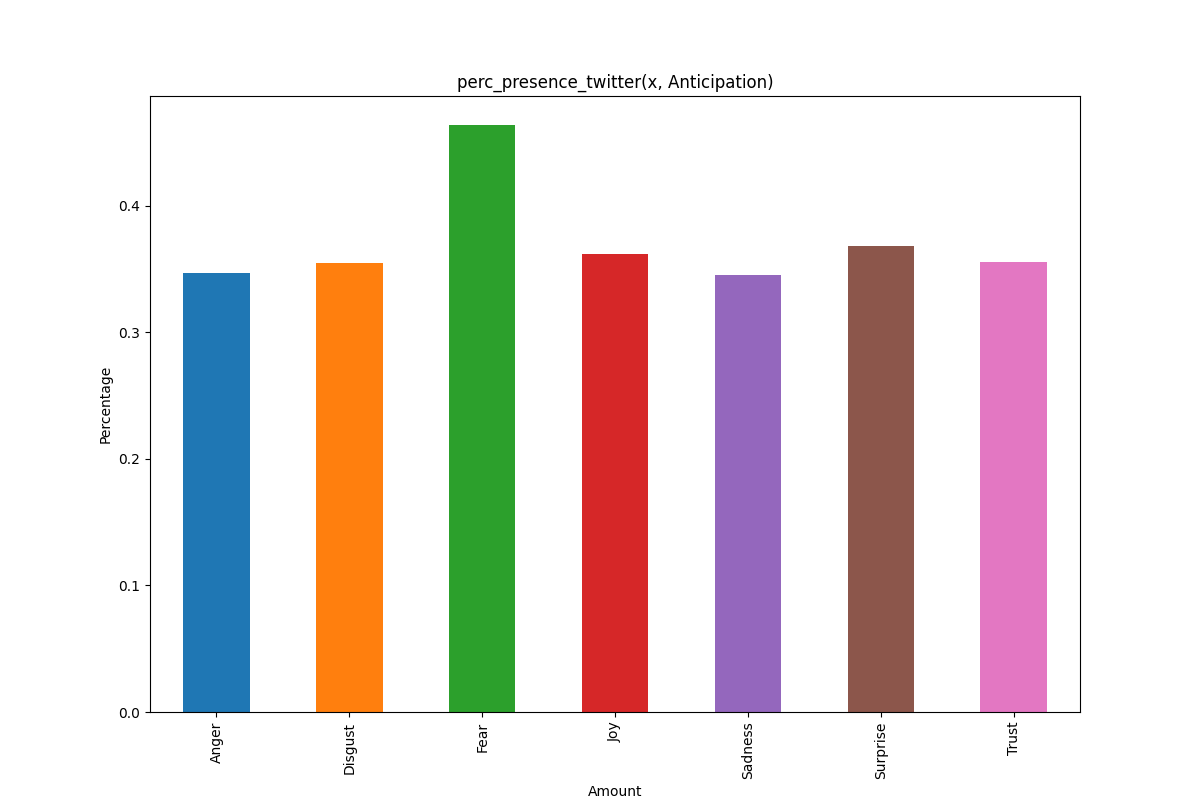 perc_presence_twitter(x, Anticipation)
Percentage
0.4
0.3
0.2
0.1
0.0
Anger
Disgust
Fear
Joy
Sadness
Surprise
Trust
Amount